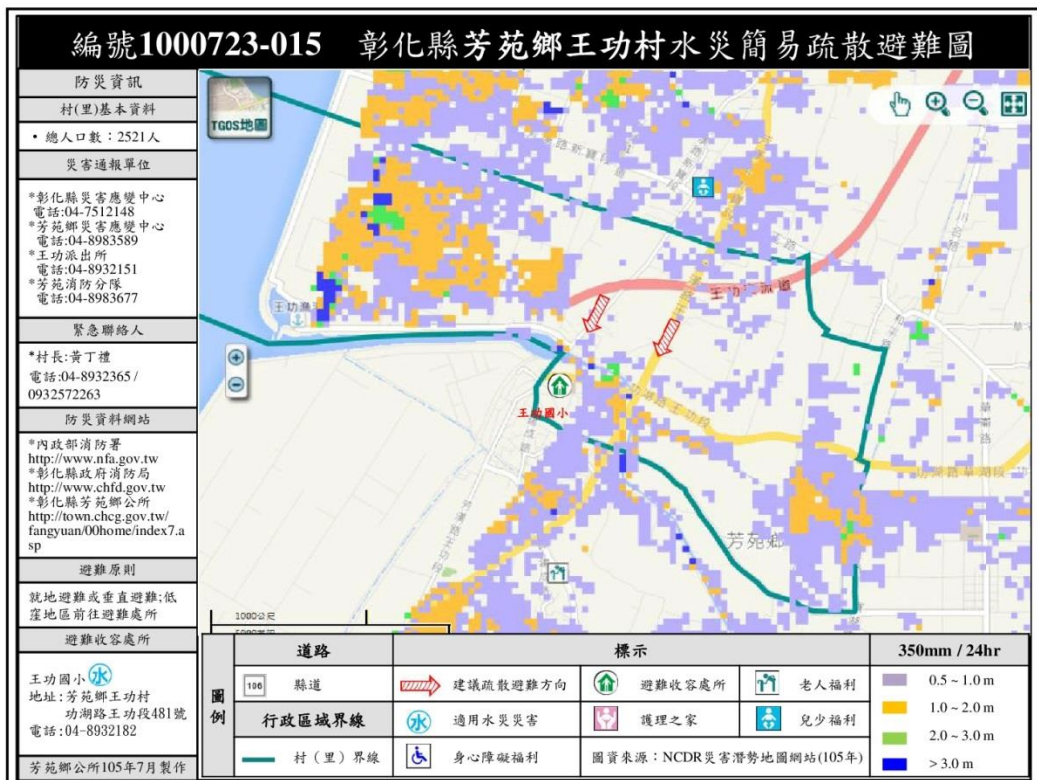 編號1000723-015 彰化縣芳苑鄉王功村水災簡易疏散避難圖
防災資訊
村(里)基本資料
• 總人口數：2521人
災害通報單位
*彰化縣災害應變中心
電話:04-7512148
*芳苑鄉災害應變中心
電話:04-8983589
*王功派出所
電話:04-8932151
*芳苑消防分隊
電話:04-8983677
緊急聯絡人
*村長:黃丁禮
電話:04-8932365 /
0932572263
防災資料網站
*內政部消防署
http://www.nfa.gov.tw
*彰化縣政府消防局
http://www.chfd.gov.tw
*彰化縣芳苑鄉公所
http://town.chcg.gov.tw/
fangyuan/00home/index7.a
sp
避難原則
就地避難或垂直避難;低
窪地區前往避難處所
避難收容處所
王功國小 水
地址:芳苑鄉王功村
功湖路王功段481號
電話:04-8932182
芳苑鄉公所105年7月製作
TGOS地圖
王功漁
王功國小
芳漢路王功段
芳苑鄉
1000公尺
圖例
道路
106 縣道
行政區域界線
村（里）界線
標示
建議疏散避難方向
避難收容處所
老人福利
水 適用水災災害
護理之家
兒少福利
身心障礙福利
圖資來源：NCDR災害潛勢地圖網站(105年)
350mm / 24hr
0.5 ~ 1.0 m
1.0 ~ 2.0 m
2.0 ~ 3.0 m
> 3.0 m